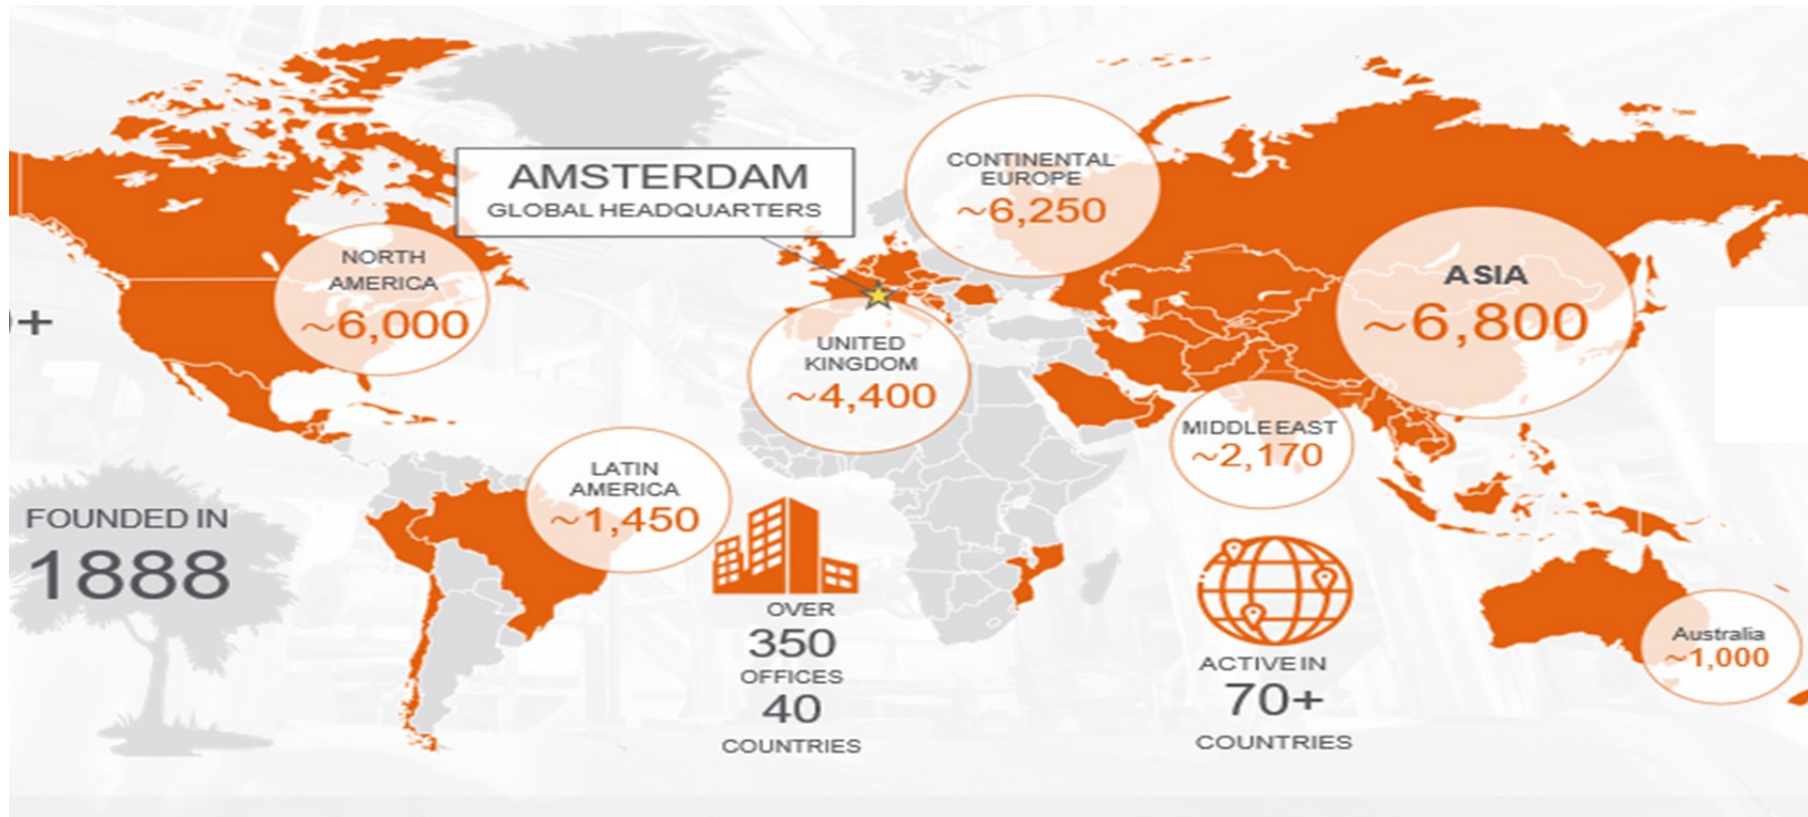 AMSTERDAM
GLOBAL HEADQUARTERS
CONTINENTAL
EUROPE
~6,250
NORTH
AMERICA
~6,000
ASIA
~6,800
UNITED
KINGDOM
~4,400
MIDDLE EAST
~2,170
LATIN
AMERICA
~1,450
FOUNDED IN
1888
OVER
350
OFFICES
40
COUNTRIES
ACTIVE IN
70+
COUNTRIES
Australia
~1,000